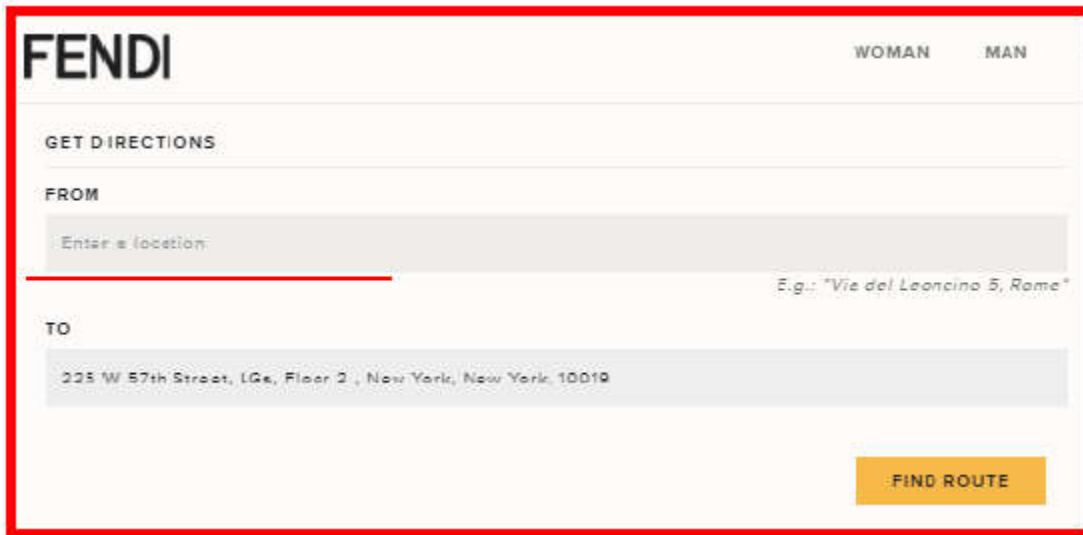 FENDI
WOMAN MAN
GET DIRECTIONS
FROM
Enter a location
E.g.: "Via del Leoncino 5, Rome"
TO
225 W 57th Street, LGa, Floor 2 , New York, New York, 10019
FIND ROUTE